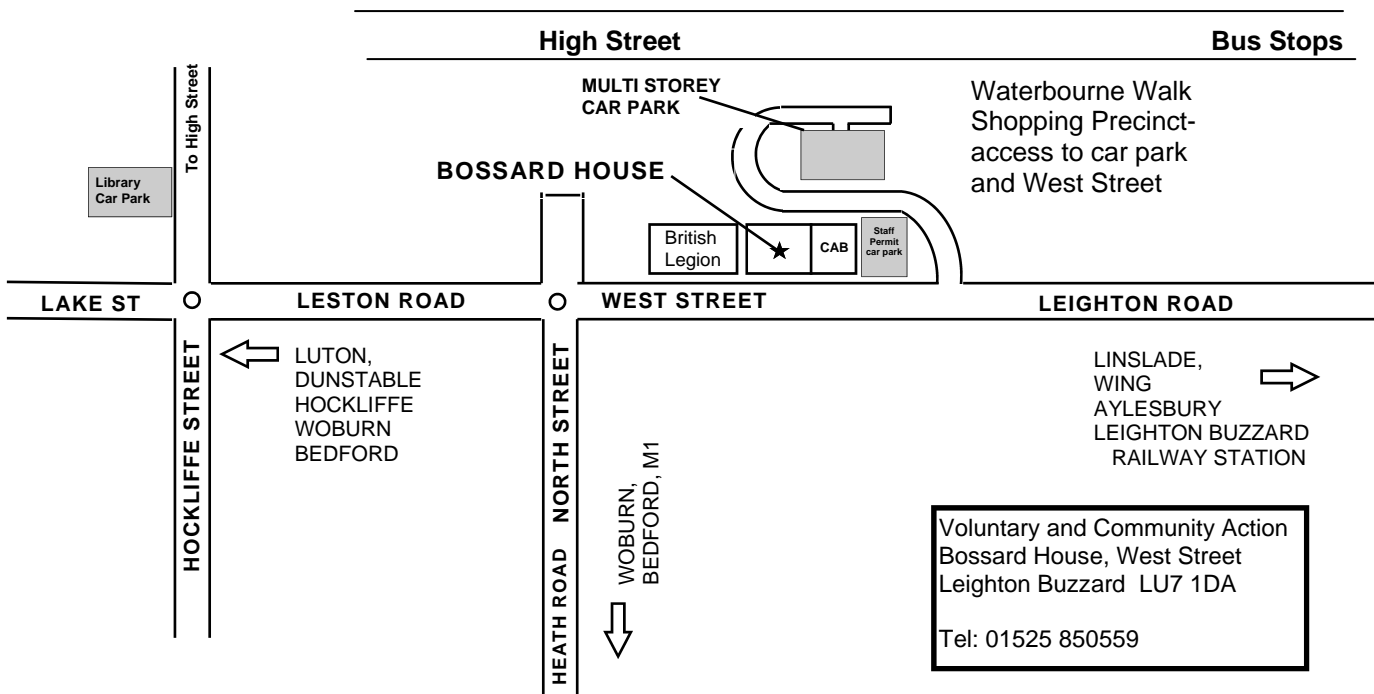 High Street
Bus Stops
To High Street
MULTI STOREY
CAR PARK
Waterbourne Walk
Shopping Precinct-
access to car park
and West Street
Library
Car Park
BOSSARD HOUSE
British
Legion
CAB
Staff
Permit
car park
LAKE ST
LESTON ROAD
WEST STREET
LEIGHTON ROAD
HOCKLIFFE STREET
LUTON,
DUNSTABLE
HOCKLIFFE
WOBURN
BEDFORD
HEATH ROAD NORTH STREET
WOBURN,
BEDFORD, M1
LINSLADE,
WING
AYLESBURY
LEIGHTON BUZZARD
RAILWAY STATION
Voluntary and Community Action
Bossard House, West Street
Leighton Buzzard LU7 1DA
Tel: 01525 850559